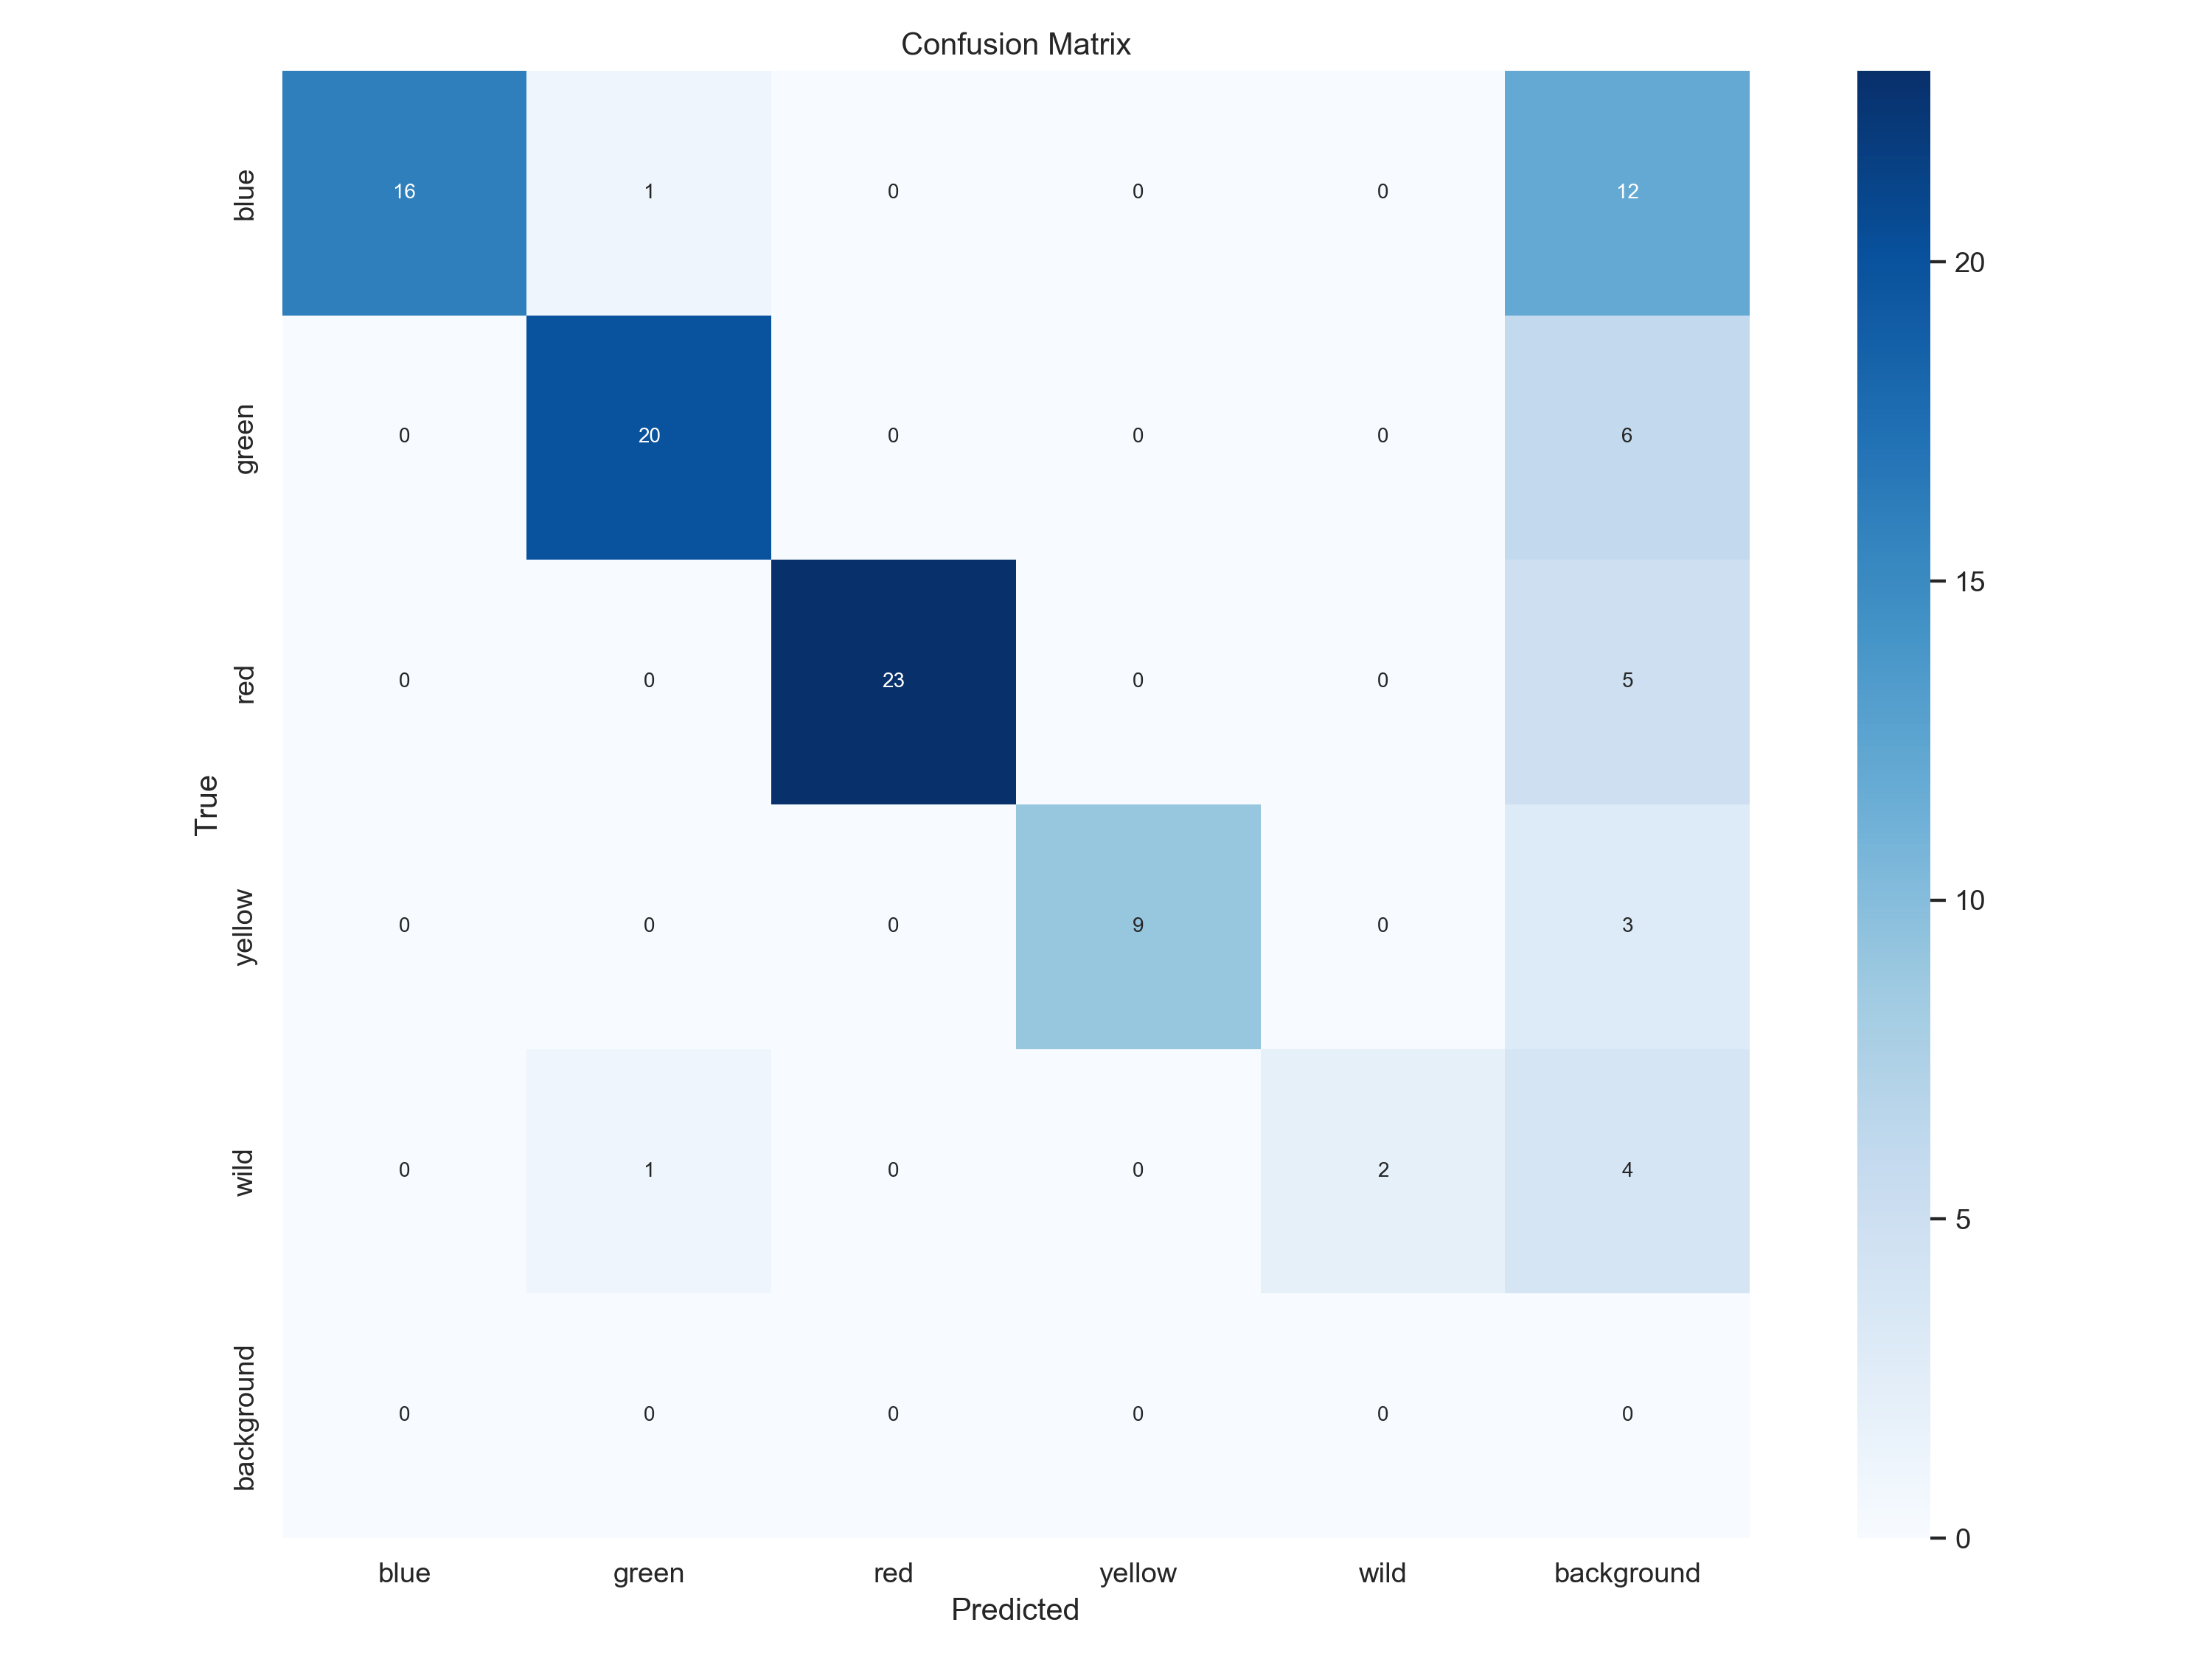 Confusion Matrix
blue 16 1 0 0 0 12
green 0 20 0 0 0 6
red 0 0 23 0 0 5
yellow 0 0 0 9 0 3
wild 0 1 0 0 2 4
background 0 0 0 0 0 0
True
blue green red yellow wild background
Predicted
20
15
10
5
0